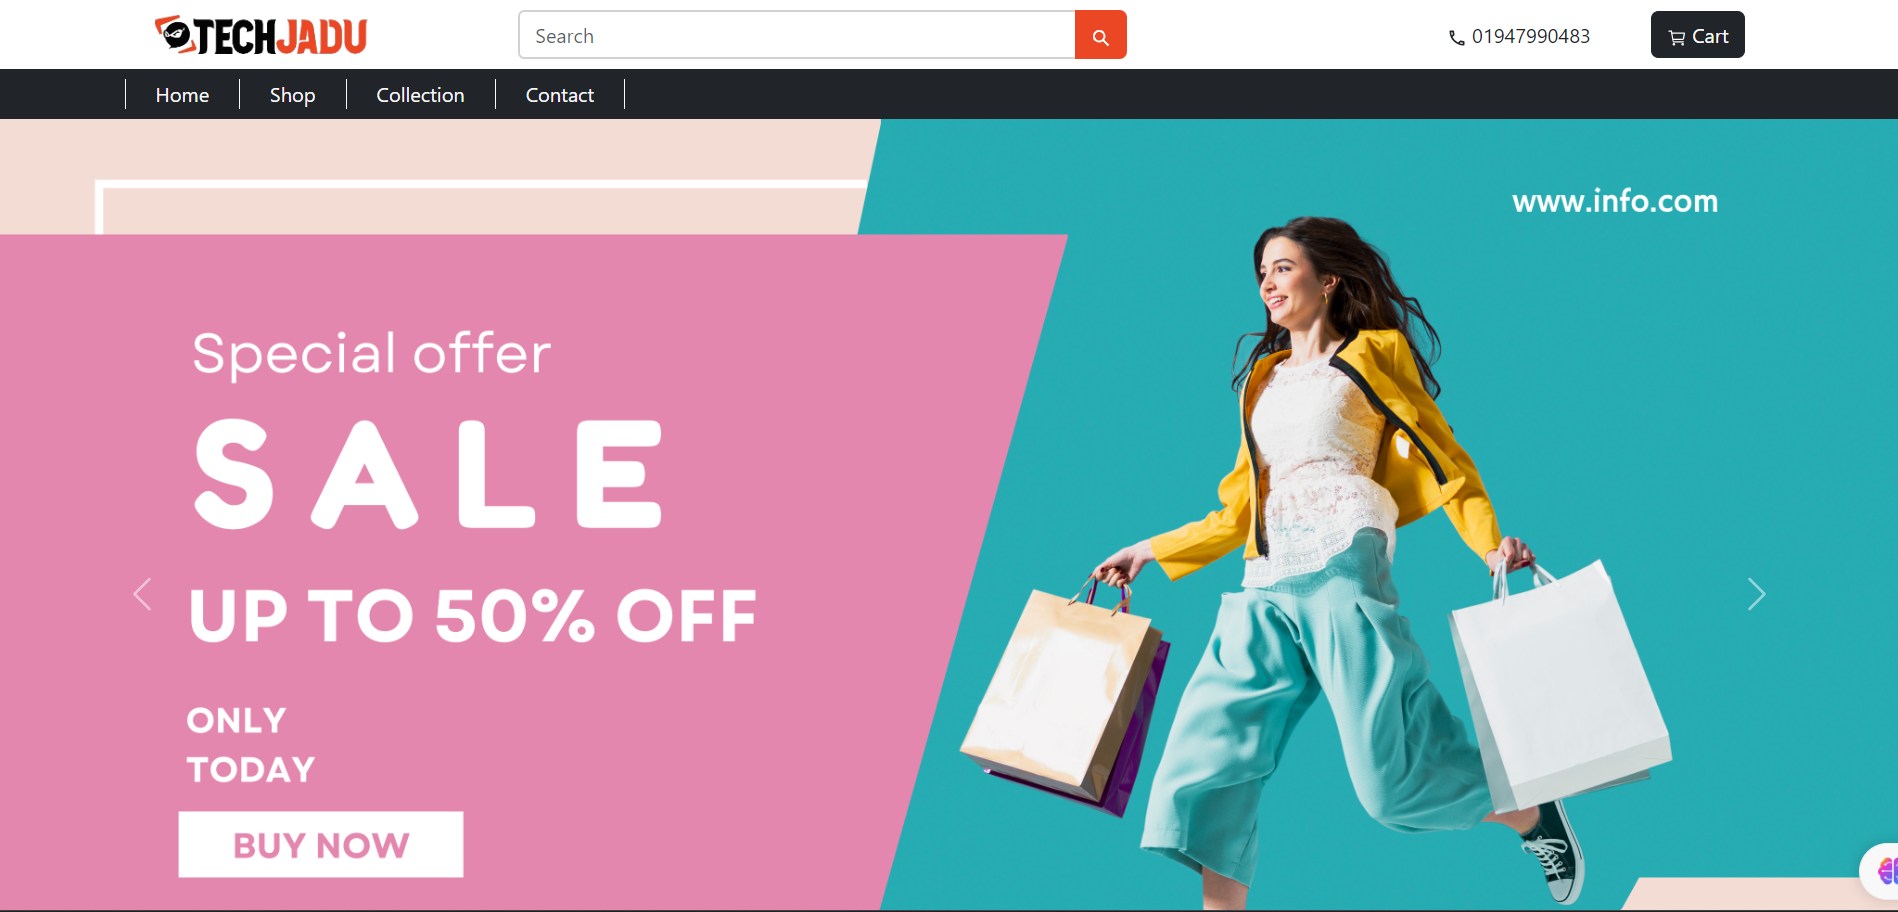 TECHJADU
Search
01947990483
Cart
Home
Shop
Collection
Contact
www.info.com
Special offer
SALE
UP TO 50% OFF
ONLY
TODAY
BUY NOW